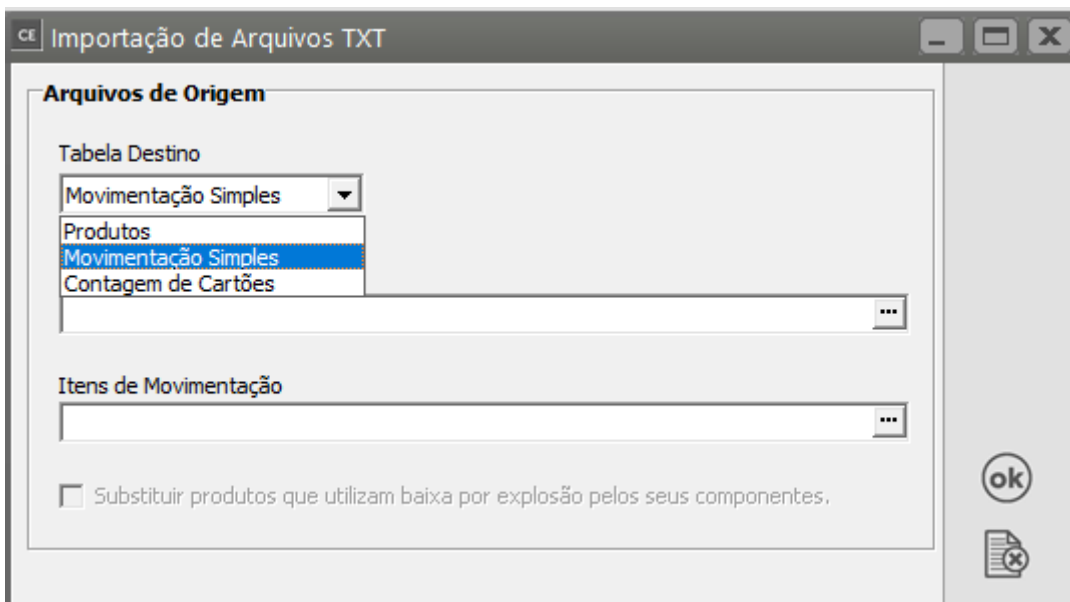 CE Importação de Arquivos TXT
Arquivos de Origem
Tabela Destino
Movimentação Simples
Produtos
Movimentação Simples
Contagem de Cartões
...
Itens de Movimentação
...
Substituir produtos que utilizam baixa por explosão pelos seus componentes.
ok